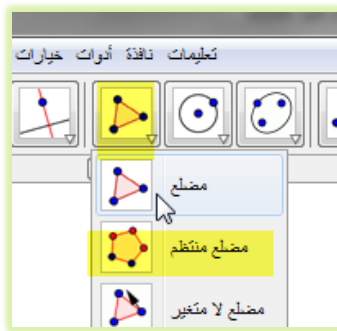 خيارات أدوات نافذة تعليمات
مضلع
مضلع منتظم
مضلع لا متغير